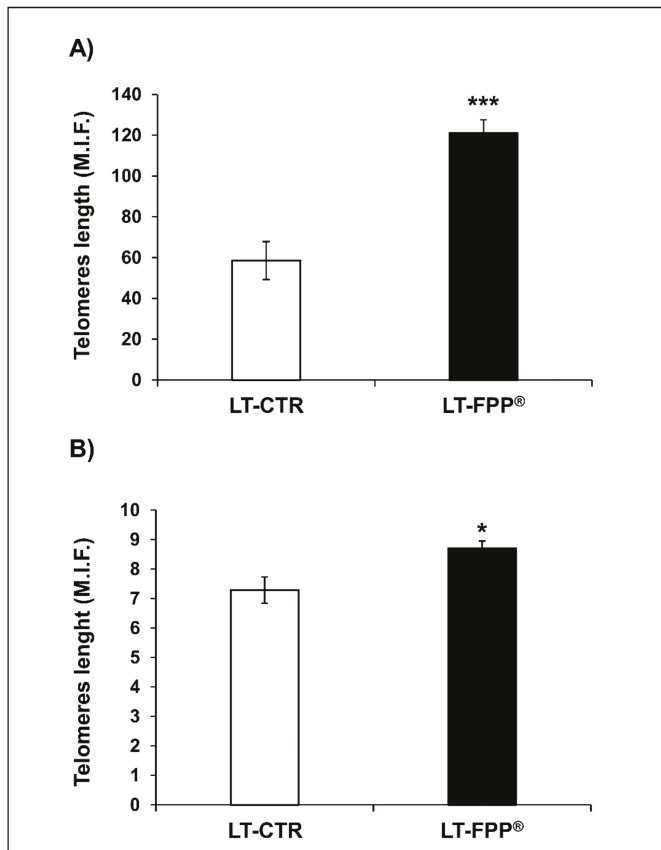 A)
Telomeres length (M.I.F.)
140
120
100
80
60
40
20
0
***
LT-CTR
LT-FPP®
B)
Telomeres lenght (M.I.F.)
10
9
8
7
6
5
4
3
2
1
0
*
LT-CTR
LT-FPP®